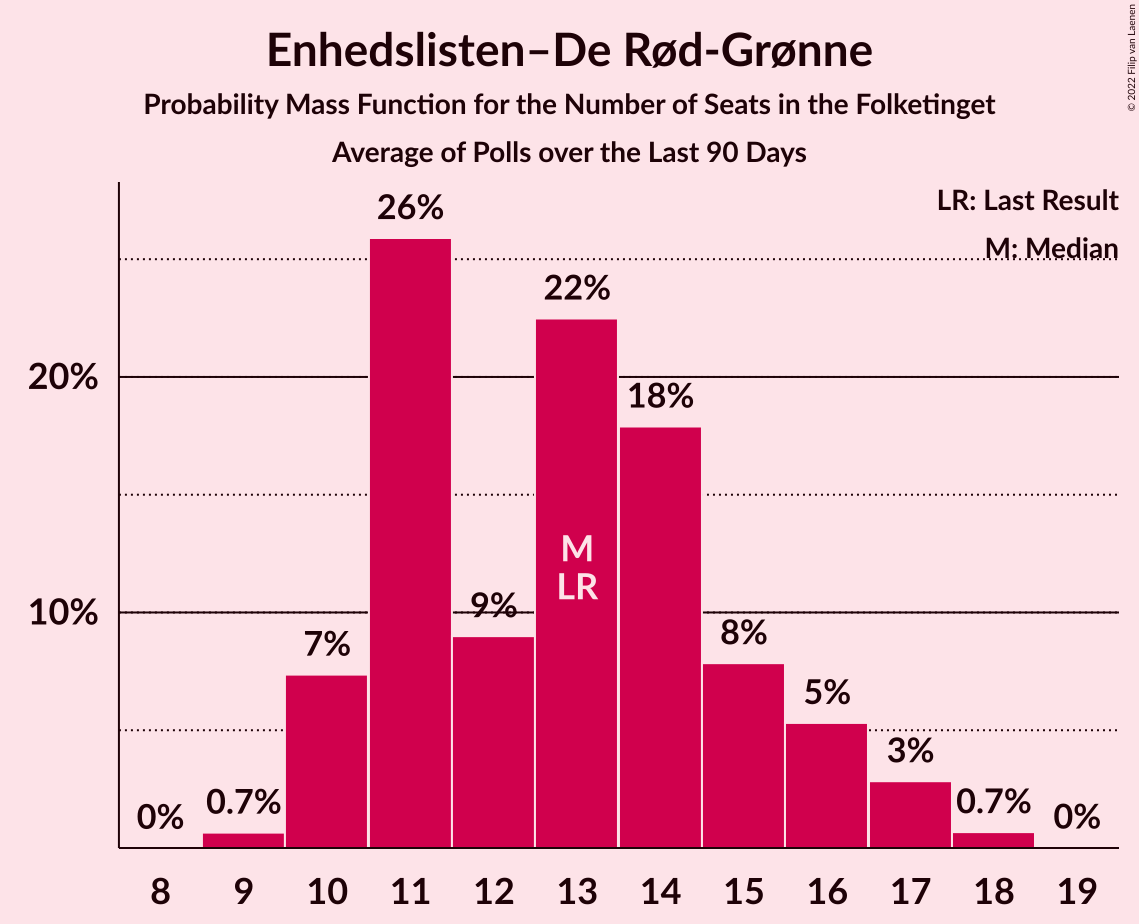 Enhedslisten–De Rød-Grønne
Probability Mass Function for the Number of Seats in the Folketinget
Average of Polls over the Last 90 Days
© 2022 Filip van Laenen
LR: Last Result
M: Median
26%
22%
20%
18%
M
LR
10%
9%
8%
7%
5%
3%
0%
0.7%
0.7%
0%
8 9 10 11 12 13 14 15 16 17 18 19